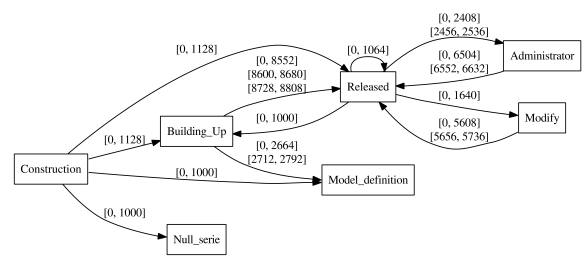 [0, 2408]
[2456, 2536]
[0, 1128]
[0, 1064]
Administrator
[0, 8552]
[8600, 8680]
[8728, 8808]
[0, 6504]
[6552, 6632]
Released
[0, 1640]
[0, 1000]
Modify
Building_Up
[0, 5608]
[5656, 5736]
[0, 1128]
[0, 2664]
[2712, 2792]
Construction
[0, 1000]
Model_definition
[0, 1000]
Null_serie